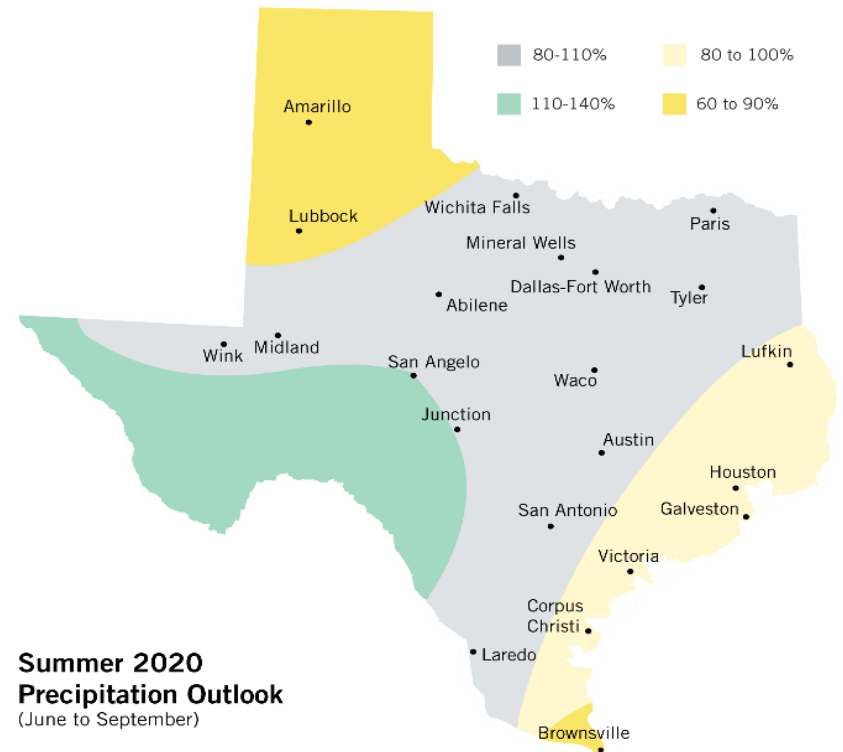 80-110%
80 to 100%
110-140%
60 to 90%
Amarillo
Lubbock
Wichita Falls
Paris
Mineral Wells
Dallas-Fort Worth
Tyler
Abilene
Wink
Midland
San Angelo
Lufkin
Waco
Junction
Austin
Houston
San Antonio
Galveston
Victoria
Corpus
Christi
Laredo
Brownsville
Summer 2020
Precipitation Outlook
(June to September)